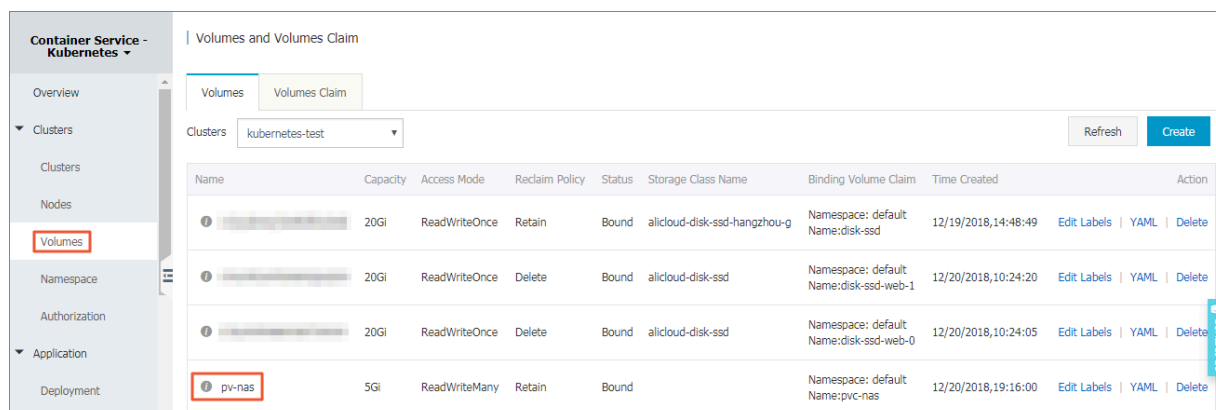 Container Service -
Kubernetes
Volumes and Volumes Claim
Overview
Volumes Volumes Claim
Clusters
Clusters kubernetes-test Refresh Create
Clusters
Name Capacity Access Mode Reclaim Policy Status Storage Class Name Binding Volume Claim Time Created Action
Nodes
20Gi ReadWriteOnce Retain Bound alicloud-disk-ssd-hangzhou-g Namespace: default
Name:disk-ssd 12/19/2018,14:48:49 Edit Labels | YAML | Delete
Volumes
Namespace
20Gi ReadWriteOnce Delete Bound alicloud-disk-ssd Namespace: default
Name:disk-ssd-web-1 12/20/2018,10:24:20 Edit Labels | YAML | Delete
Authorization
20Gi ReadWriteOnce Delete Bound alicloud-disk-ssd Namespace: default
Name:disk-ssd-web-0 12/20/2018,10:24:05 Edit Labels | YAML | Delete
Application
Deployment
pv-nas 5Gi ReadWriteMany Retain Bound Namespace: default
Name:pvc-nas 12/20/2018,19:16:00 Edit Labels | YAML | Delete